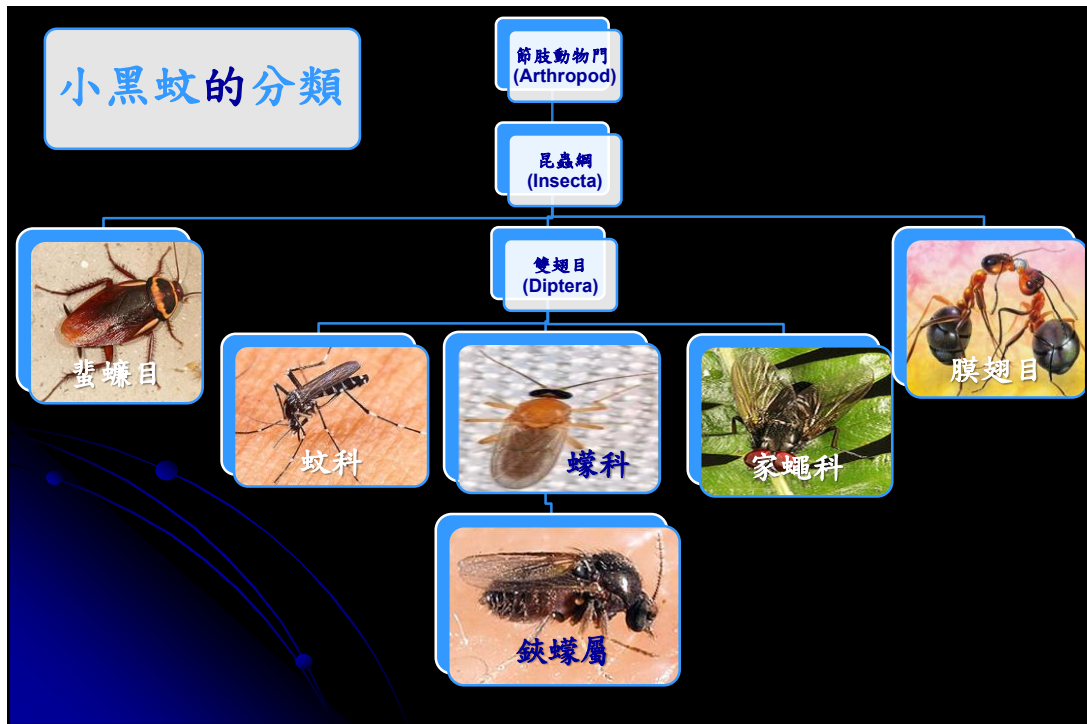 小黑蚊的分類
節肢動物門
(Arthropod)
昆蟲綱
(Insecta)
蜚蠊目
雙翅目
(Diptera)
膜翅目
蚊科
蠓科
家蠅科
鋏蠓屬